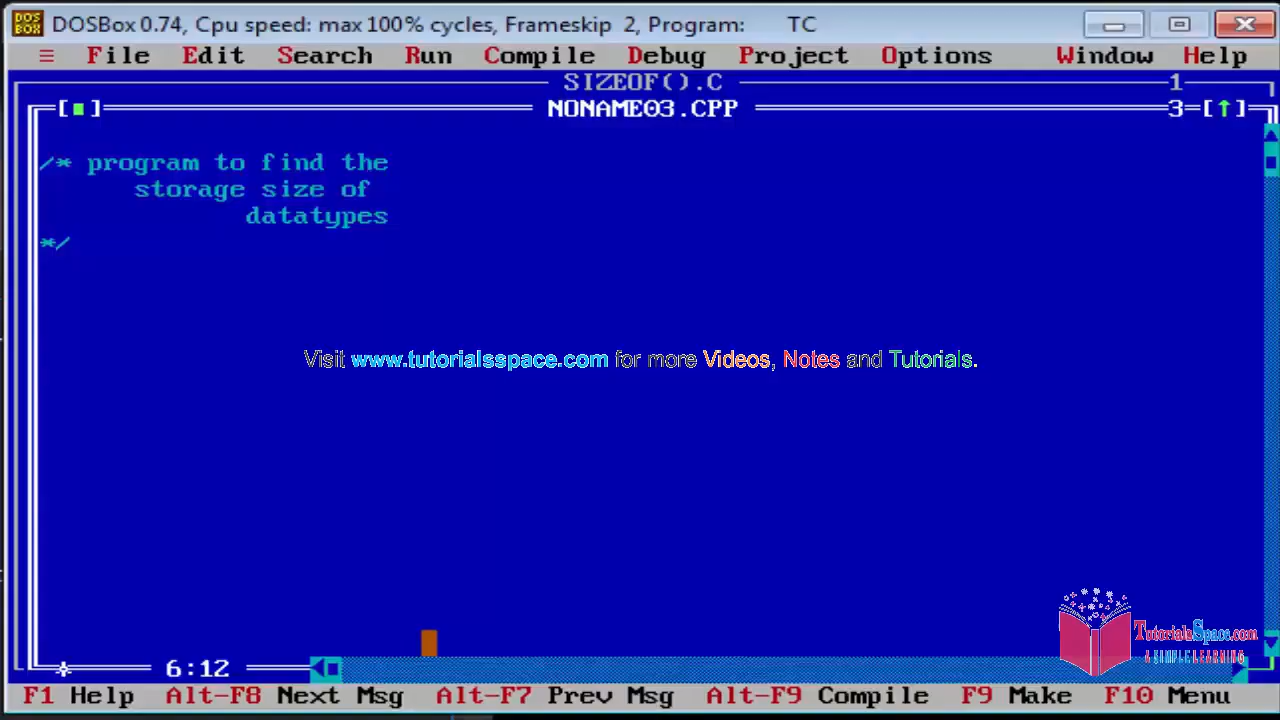 DOSBox 0.74, Cpu speed: max 100% cycles, Frameskip 2, Program: TC
≡ File Edit Search Run Compile Debug Project Options Window Help
SIZEOF().C 1
[■] NONAME03.CPP 3=[↑]
/* program to find the
storage size of
datatypes
*/
Visit www.tutorialsspace.com for more Videos, Notes and Tutorials.
TutorialsSpace.com
A SIMPLE LEARNING
6:12
F1 Help Alt-F8 Next Msg Alt-F7 Prev Msg Alt-F9 Compile F9 Make F10 Menu